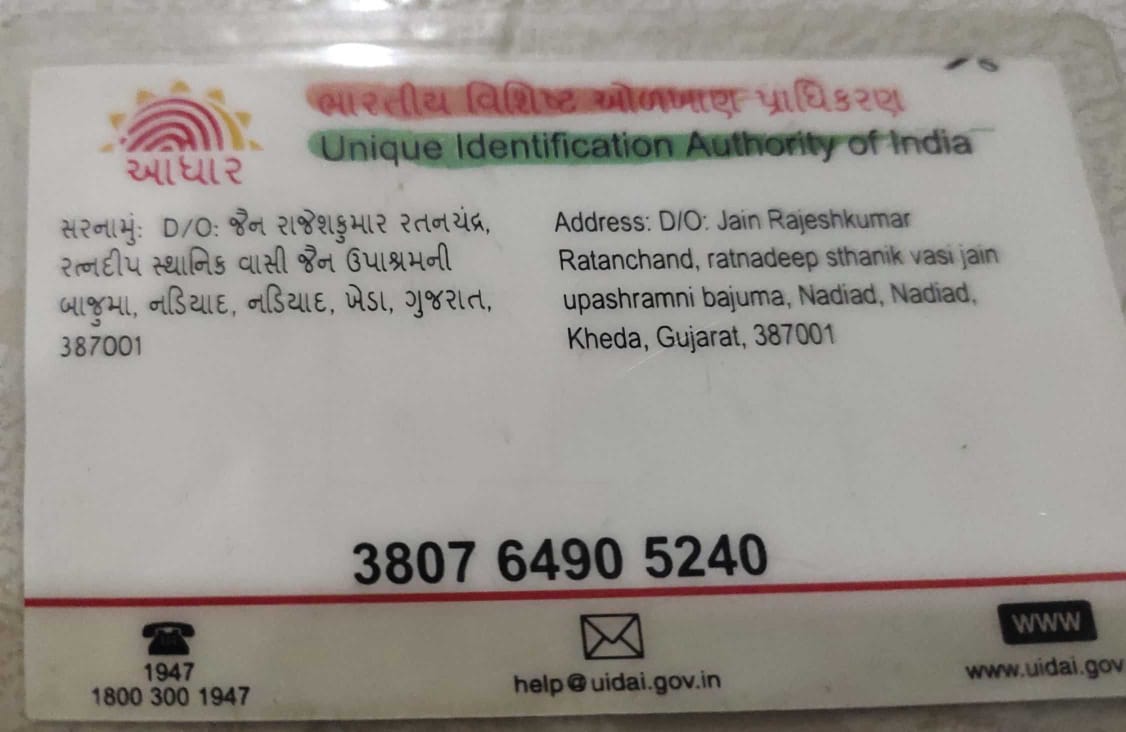 ભારતીય વિશિષ્ટ ઓળખાણ પ્રાધિકરણ
Unique Identification Authority of India
આધાર
સરનામું: D/O: જૈન રાજેશકુમાર રતનચંદ્ર,
રત્નદીપ સ્થાનિક વાસી જૈન ઉપાશ્રમની
બાજુમા, નડિયાદ, નડિયાદ, ખેડા, ગુજરાત,
387001
Address: D/O: Jain Rajeshkumar
Ratanchand, ratnadeep sthanik vasi jain
upashramni bajuma, Nadiad, Nadiad,
Kheda, Gujarat, 387001
3807 6490 5240
1947
1800 300 1947
help@uidai.gov.in
WWW
www.uidai.gov